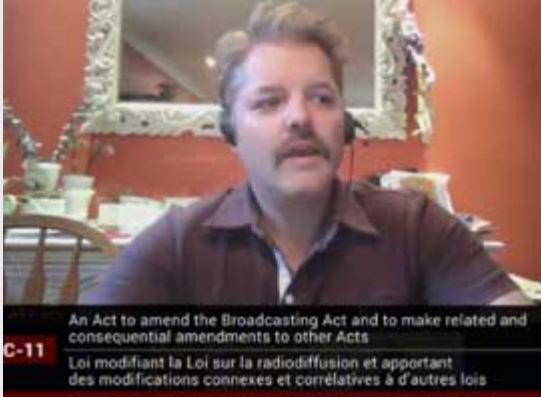 An Act to amend the Broadcasting Act and to make related and
consequential amendments to other Acts
C-11
Loi modifiant la Loi sur la radiodiffusion et apportant
des modifications connexes et corrélatives à d'autres lois